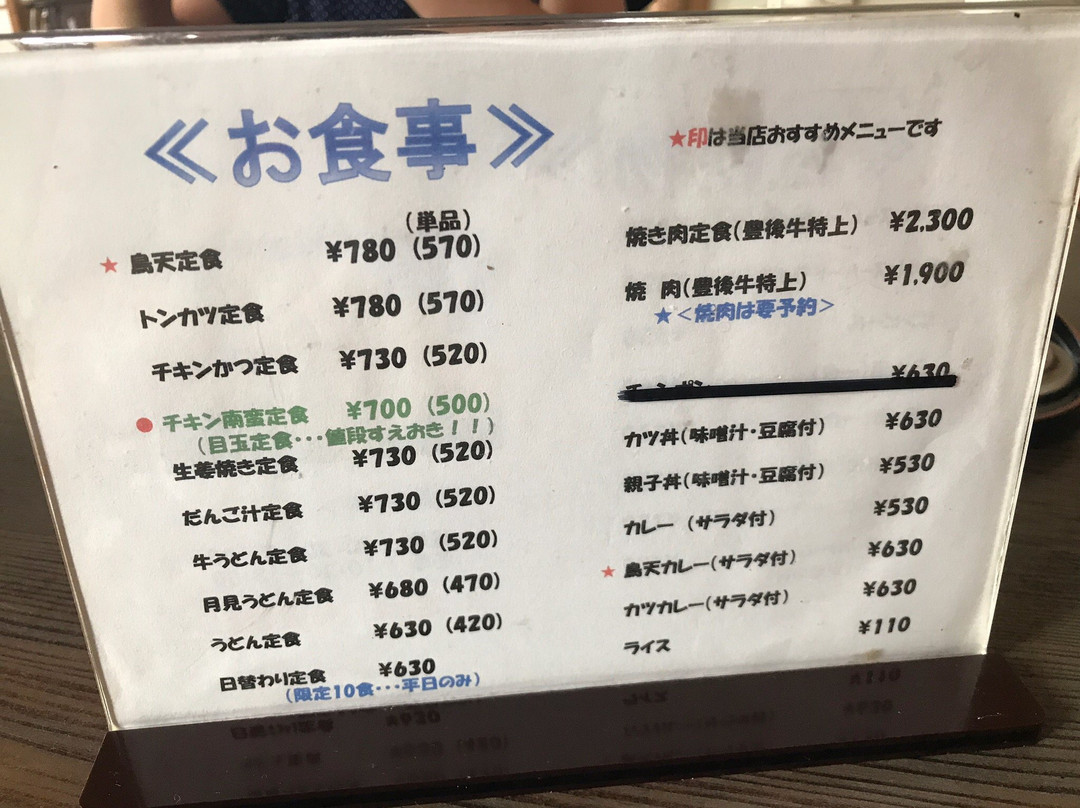 ≪お食事≫
(単品)
★ 鳥天定食 ¥780 (570)
トンカツ定食 ¥780 (570)
チキンかつ定食 ¥730 (520)
● チキン南蛮定食 ¥700 (500)
(目玉定食・・・値段すえおき！！)
生姜焼き定食 ¥730 (520)
だんご汁定食 ¥730 (520)
牛うどん定食 ¥730 (520)
月見うどん定食 ¥680 (470)
うどん定食 ¥630 (420)
日替わり定食 ¥630
(限定10食・・・平日のみ)
★印は当店おすすめメニューです
焼き肉定食(豊後牛特上) ¥2,300
焼 肉(豊後牛特上) ¥1,900
★<焼肉は要予約>
¥630
カツ丼(味噌汁・豆腐付) ¥630
親子丼(味噌汁・豆腐付) ¥530
カレー (サラダ付) ¥530
★ 鳥天カレー(サラダ付) ¥630
カツカレー(サラダ付) ¥630
ライス ¥110